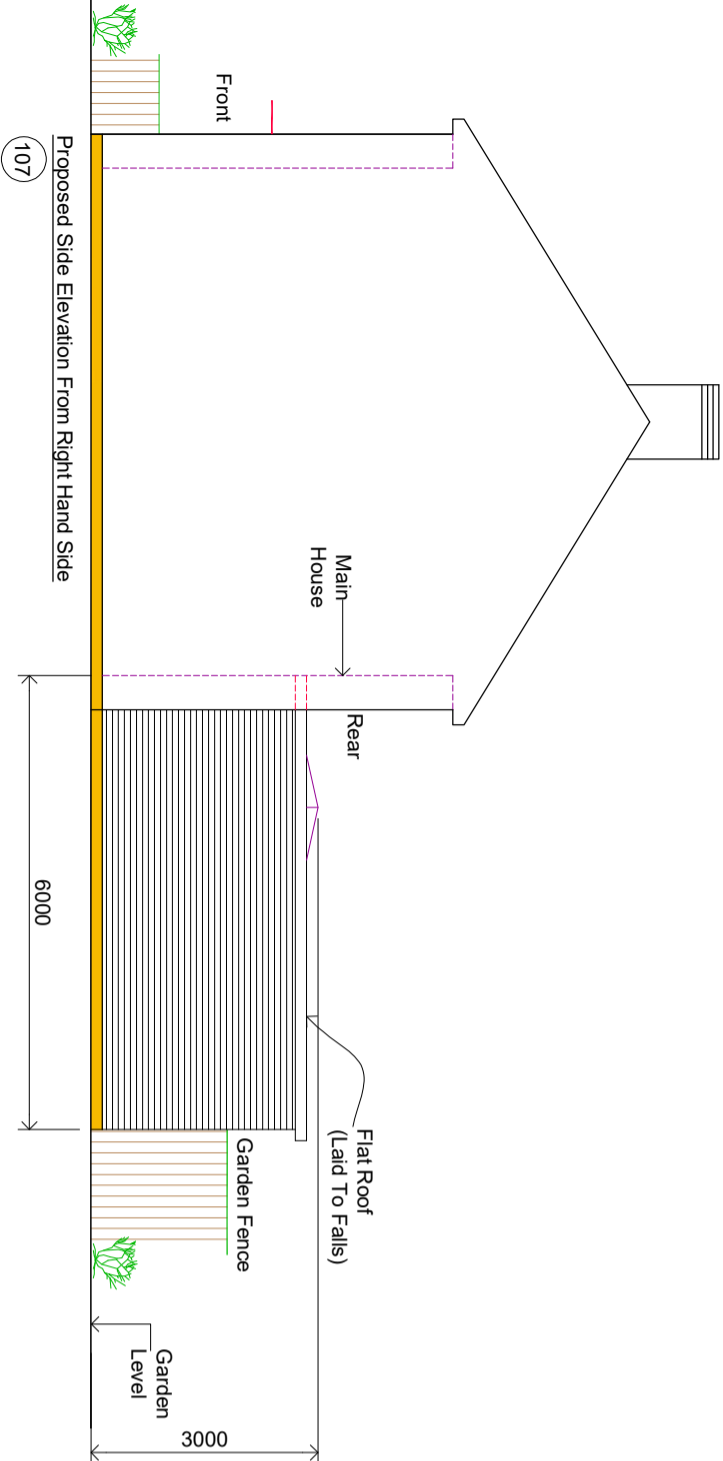 Front
Main
House
Rear
Flat Roof
(Laid To Falls)
Garden Fence
Garden
Level
3000
6000
Proposed Side Elevation From Right Hand Side
107